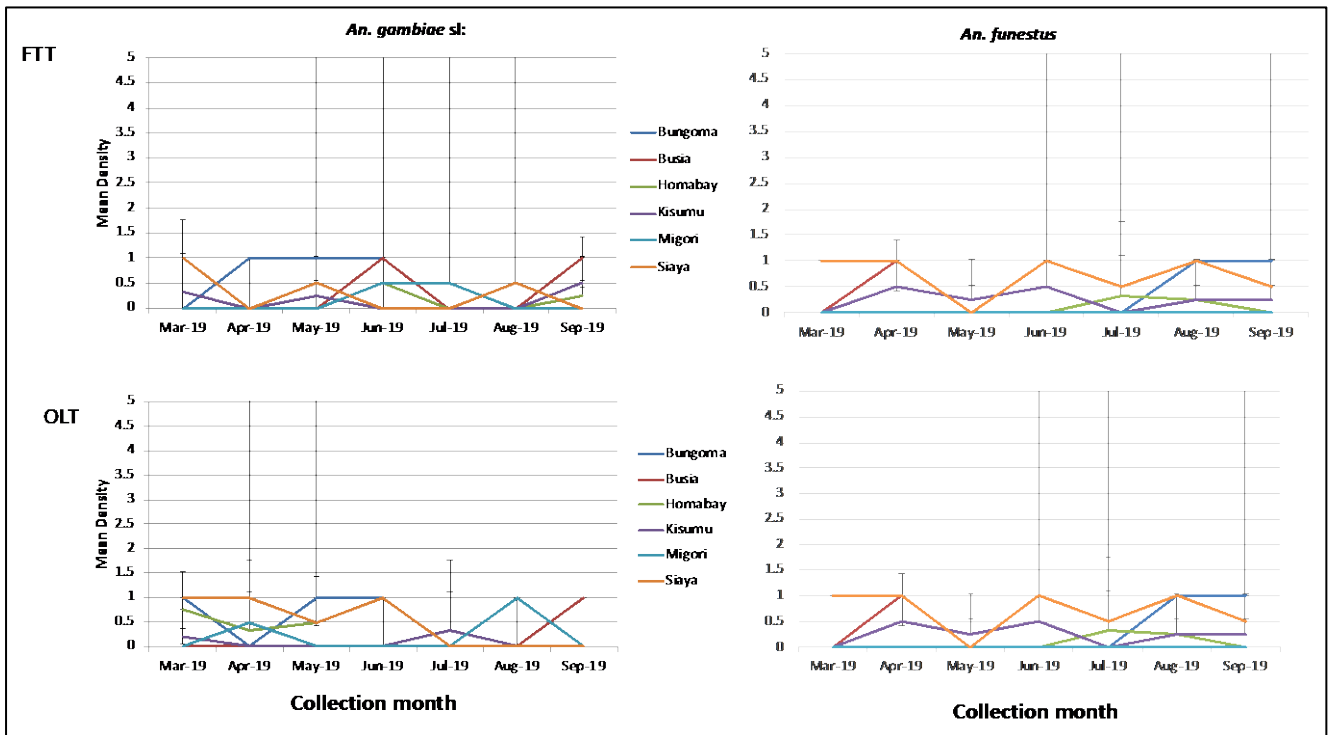 An. gambiae sl:
An. funestus
FTT
Mean Density
5
4.5
4
3.5
3
2.5
2
1.5
1
0.5
0
Mar-19 Apr-19 May-19 Jun-19 Jul-19 Aug-19 Sep-19
Bungoma
Busia
Homabay
Kisumu
Migori
Siaya
5
4.5
4
3.5
3
2.5
2
1.5
1
0.5
0
Mar-19 Apr-19 May-19 Jun-19 Jul-19 Aug-19 Sep-19
OLT
Mean Density
5
4.5
4
3.5
3
2.5
2
1.5
1
0.5
0
Mar-19 Apr-19 May-19 Jun-19 Jul-19 Aug-19 Sep-19
Collection month
Bungoma
Busia
Homabay
Kisumu
Migori
Siaya
5
4.5
4
3.5
3
2.5
2
1.5
1
0.5
0
Mar-19 Apr-19 May-19 Jun-19 Jul-19 Aug-19 Sep-19
Collection month